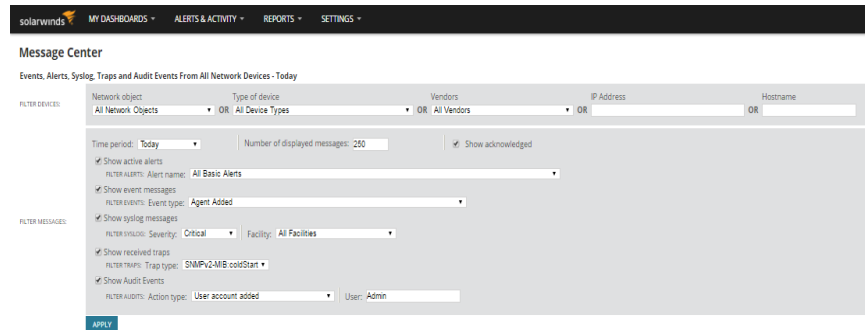 solarwinds MY DASHBOARDS ALERTS & ACTIVITY REPORTS SETTINGS
Message Center
Events, Alerts, Syslog, Traps and Audit Events From All Network Devices - Today
FILTER DEVICES:
Network object Type of device Vendors IP Address Hostname
All Network Objects OR All Device Types OR All Vendors OR OR
FILTER MESSAGES:
Time period: Today Number of displayed messages: 250 Show acknowledged
Show active alerts
FILTER ALERTS: Alert name: All Basic Alerts
Show event messages
FILTER EVENTS: Event type: Agent Added
Show syslog messages
FILTER SYSLOG: Severity: Critical Facility: All Facilities
Show received traps
FILTER TRAPS: Trap type: SNMPv2-MIB:coldStart
Show Audit Events
FILTER AUDITS: Action type: User account added User: Admin
APPLY